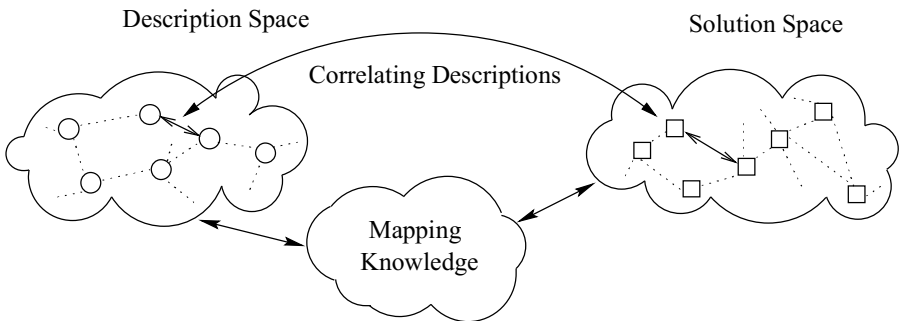 Description Space
Solution Space
Correlating Descriptions
Mapping
Knowledge